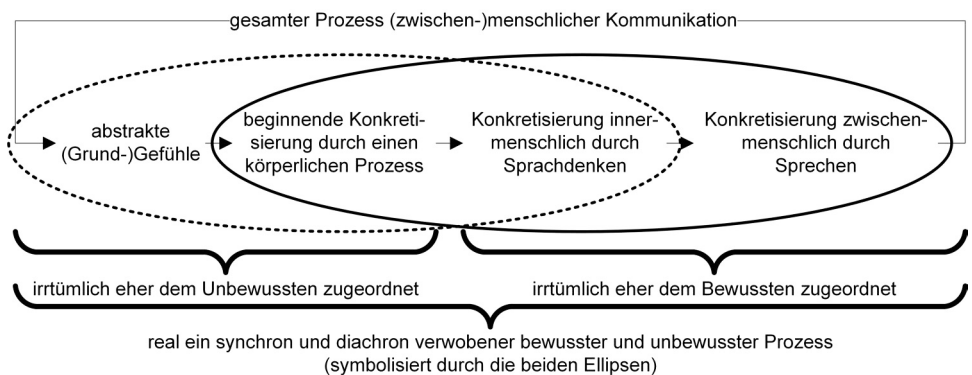 gesamter Prozess (zwischen-)menschlicher Kommunikation
abstrakte
(Grund-)Gefühle
beginnende Konkreti-
sierung durch einen
körperlichen Prozess
Konkretisierung inner-
menschlich durch
Sprachdenken
Konkretisierung zwischen-
menschlich durch
Sprechen
irrtümlich eher dem Unbewussten zugeordnet
irrtümlich eher dem Bewussten zugeordnet
real ein synchron und diachron verwobener bewusster und unbewusster Prozess
(symbolisiert durch die beiden Ellipsen)